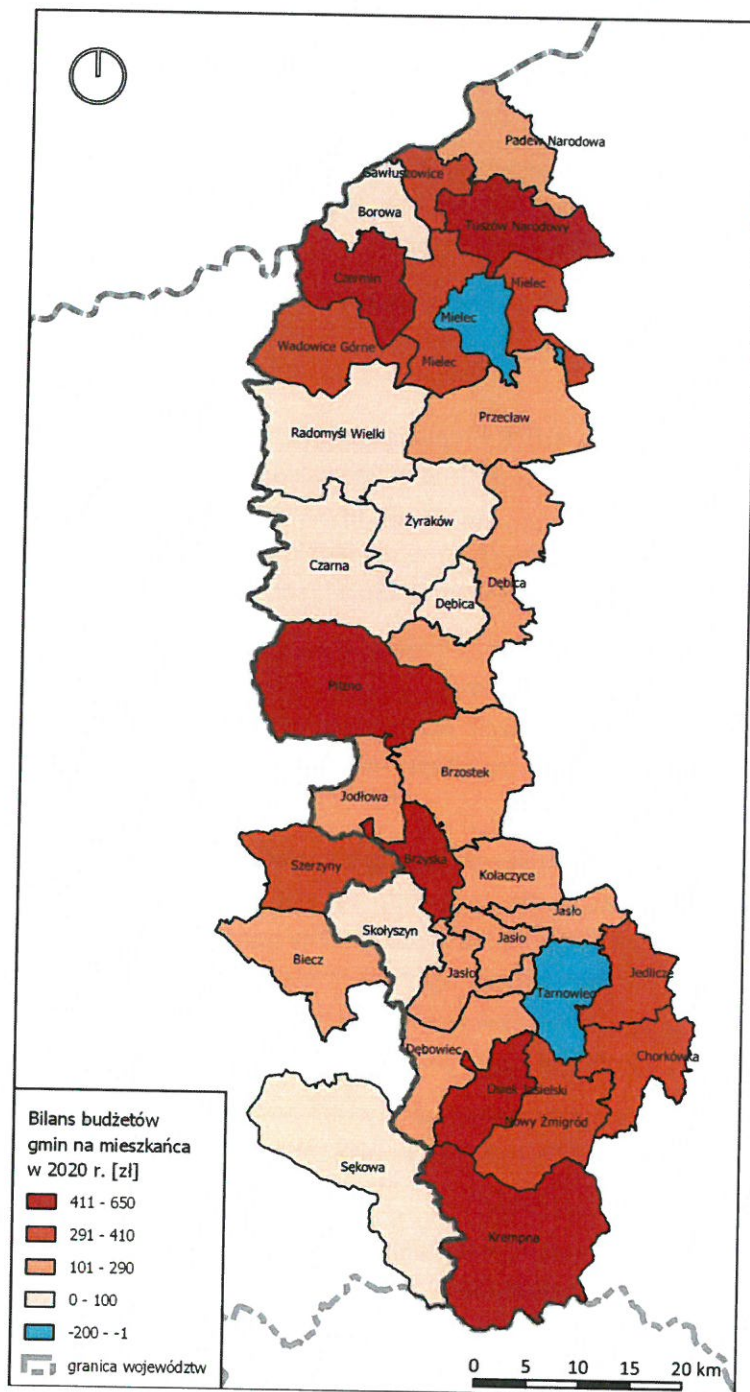 Padew Narodowa
Gawłuszowice
Borowa
Tuszów Narodowy
Czermin
Mielec
Mielec
Wadowice Górne
Mielec
Przecław
Radomyśl Wielki
Żyraków
Czarna
Dębica
Dębica
Pilzno
Brzostek
Jodłowa
Brzyska
Szerzyny
Kołaczyce
Jasło
Skołyszyn
Jasło
Biecz
Jasło
Jedlicze
Tarnowiec
Dębowiec
Chorkówka
Osiek Jasielski
Nowy Żmigród
Sękowa
Krempna
Bilans budżetów
gmin na mieszkańca
w 2020 r. [zł]
411 - 650
291 - 410
101 - 290
0 - 100
-200 - -1
granica województw
0 5 10 15 20 km